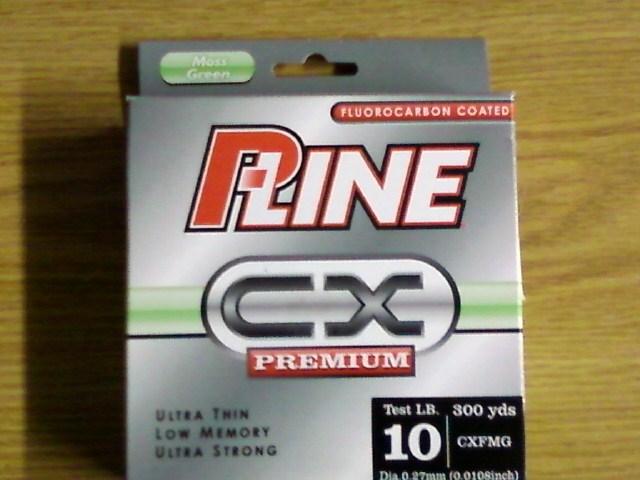 Moss
Green
FLUOROCARBON COATED
P-LINE
CX
PREMIUM
ULTRA THIN
LOW MEMORY
ULTRA STRONG
Test LB. 300 yds
10 CXFMG
Dia.0.27mm (0.0108inch)